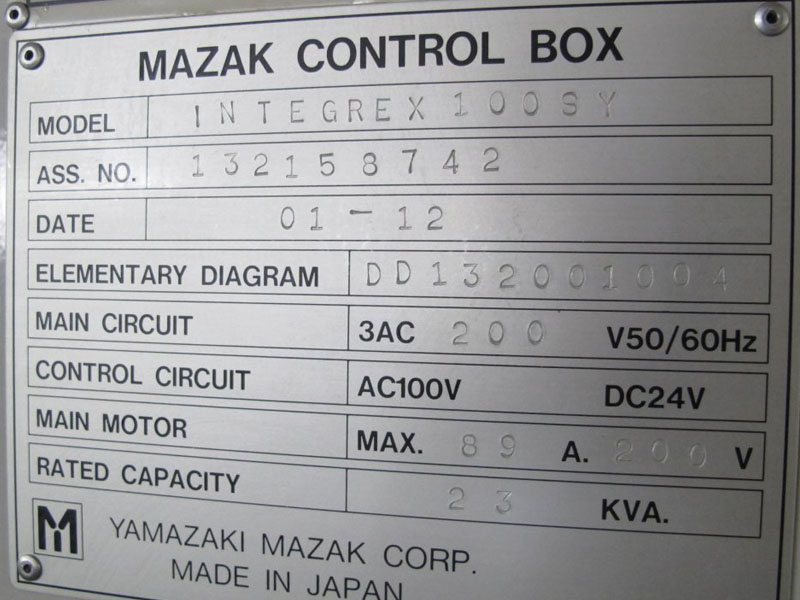 MAZAK CONTROL BOX
MODEL INTEGREX 100SY
ASS. NO. 132158742
DATE 01-12
ELEMENTARY DIAGRAM DD132001004
MAIN CIRCUIT 3AC 200 V50/60Hz
CONTROL CIRCUIT AC100V DC24V
MAIN MOTOR MAX. 89 A. 200 V
RATED CAPACITY 23 KVA.
YAMAZAKI MAZAK CORP.
MADE IN JAPAN